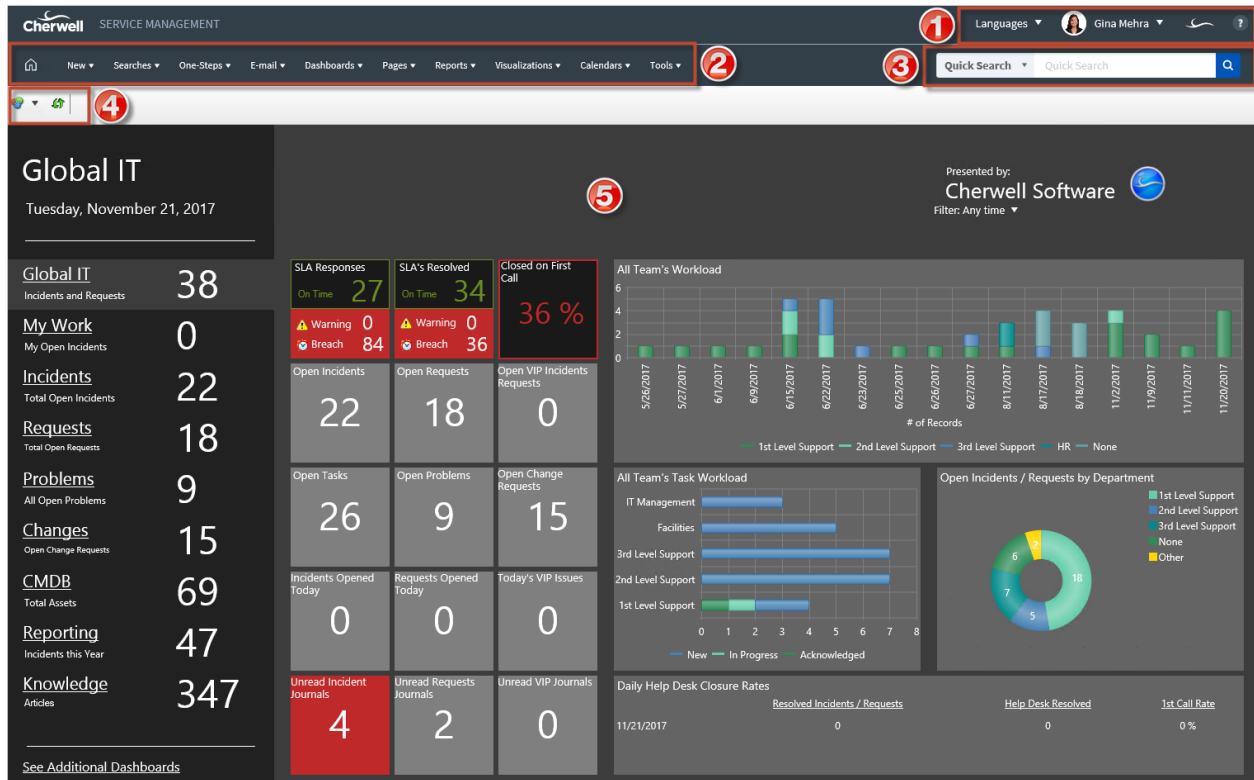 Cherwell SERVICE MANAGEMENT
1
Languages Gina Mehra ?
New Searches One-Steps E-mail Dashboards Pages Reports Visualizations Calendars Tools
2
3
Quick Search Quick Search
4
Global IT
Tuesday, November 21, 2017
5
Presented by:
Cherwell Software
Filter: Any time
Global IT 38
Incidents and Requests
My Work 0
My Open Incidents
Incidents 22
Total Open Incidents
Requests 18
Total Open Requests
Problems 9
All Open Problems
Changes 15
Open Change Requests
CMDB 69
Total Assets
Reporting 47
Incidents this Year
Knowledge 347
Articles
See Additional Dashboards
SLA Responses
On Time 27
Warning 0
Breach 84
SLA's Resolved
On Time 34
Warning 0
Breach 36
Closed on First
Call
36 %
Open Incidents
22
Open Requests
18
Open VIP Incidents
Requests
0
Open Tasks
26
Open Problems
9
Open Change
Requests
15
Incidents Opened
Today
0
Requests Opened
Today
0
Today's VIP Issues
0
Unread Incident
Journals
4
Unread Requests
Journals
2
Unread VIP Journals
0
All Team's Workload
6
4
2
0
5/26/2017
5/27/2017
6/1/2017
6/9/2017
6/15/2017
6/22/2017
6/23/2017
6/25/2017
6/26/2017
6/27/2017
8/11/2017
8/17/2017
8/18/2017
11/2/2017
11/9/2017
11/11/2017
11/20/2017
# of Records
1st Level Support 2nd Level Support 3rd Level Support HR None
All Team's Task Workload
IT Management
Facilities
3rd Level Support
2nd Level Support
1st Level Support
0 1 2 3 4 5 6 7 8
New In Progress Acknowledged
Open Incidents / Requests by Department
1st Level Support
2nd Level Support
3rd Level Support
None
Other
2
6
18
7
5
Daily Help Desk Closure Rates
Resolved Incidents / Requests Help Desk Resolved 1st Call Rate
11/21/2017 0 0 0 %